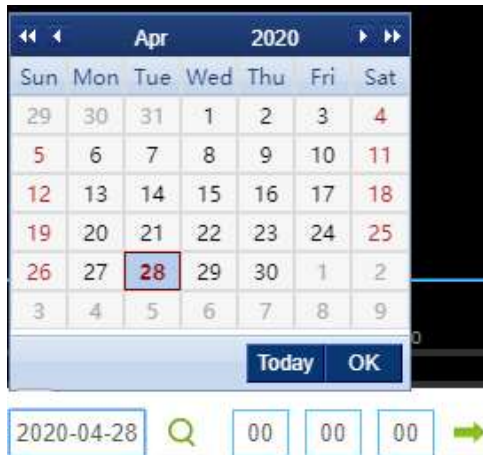 Apr 2020
Sun Mon Tue Wed Thu Fri Sat
29 30 31 1 2 3 4
5 6 7 8 9 10 11
12 13 14 15 16 17 18
19 20 21 22 23 24 25
26 27 28 29 30 1 2
3 4 5 6 7 8 9
0
Today OK
2020-04-28 00 00 00